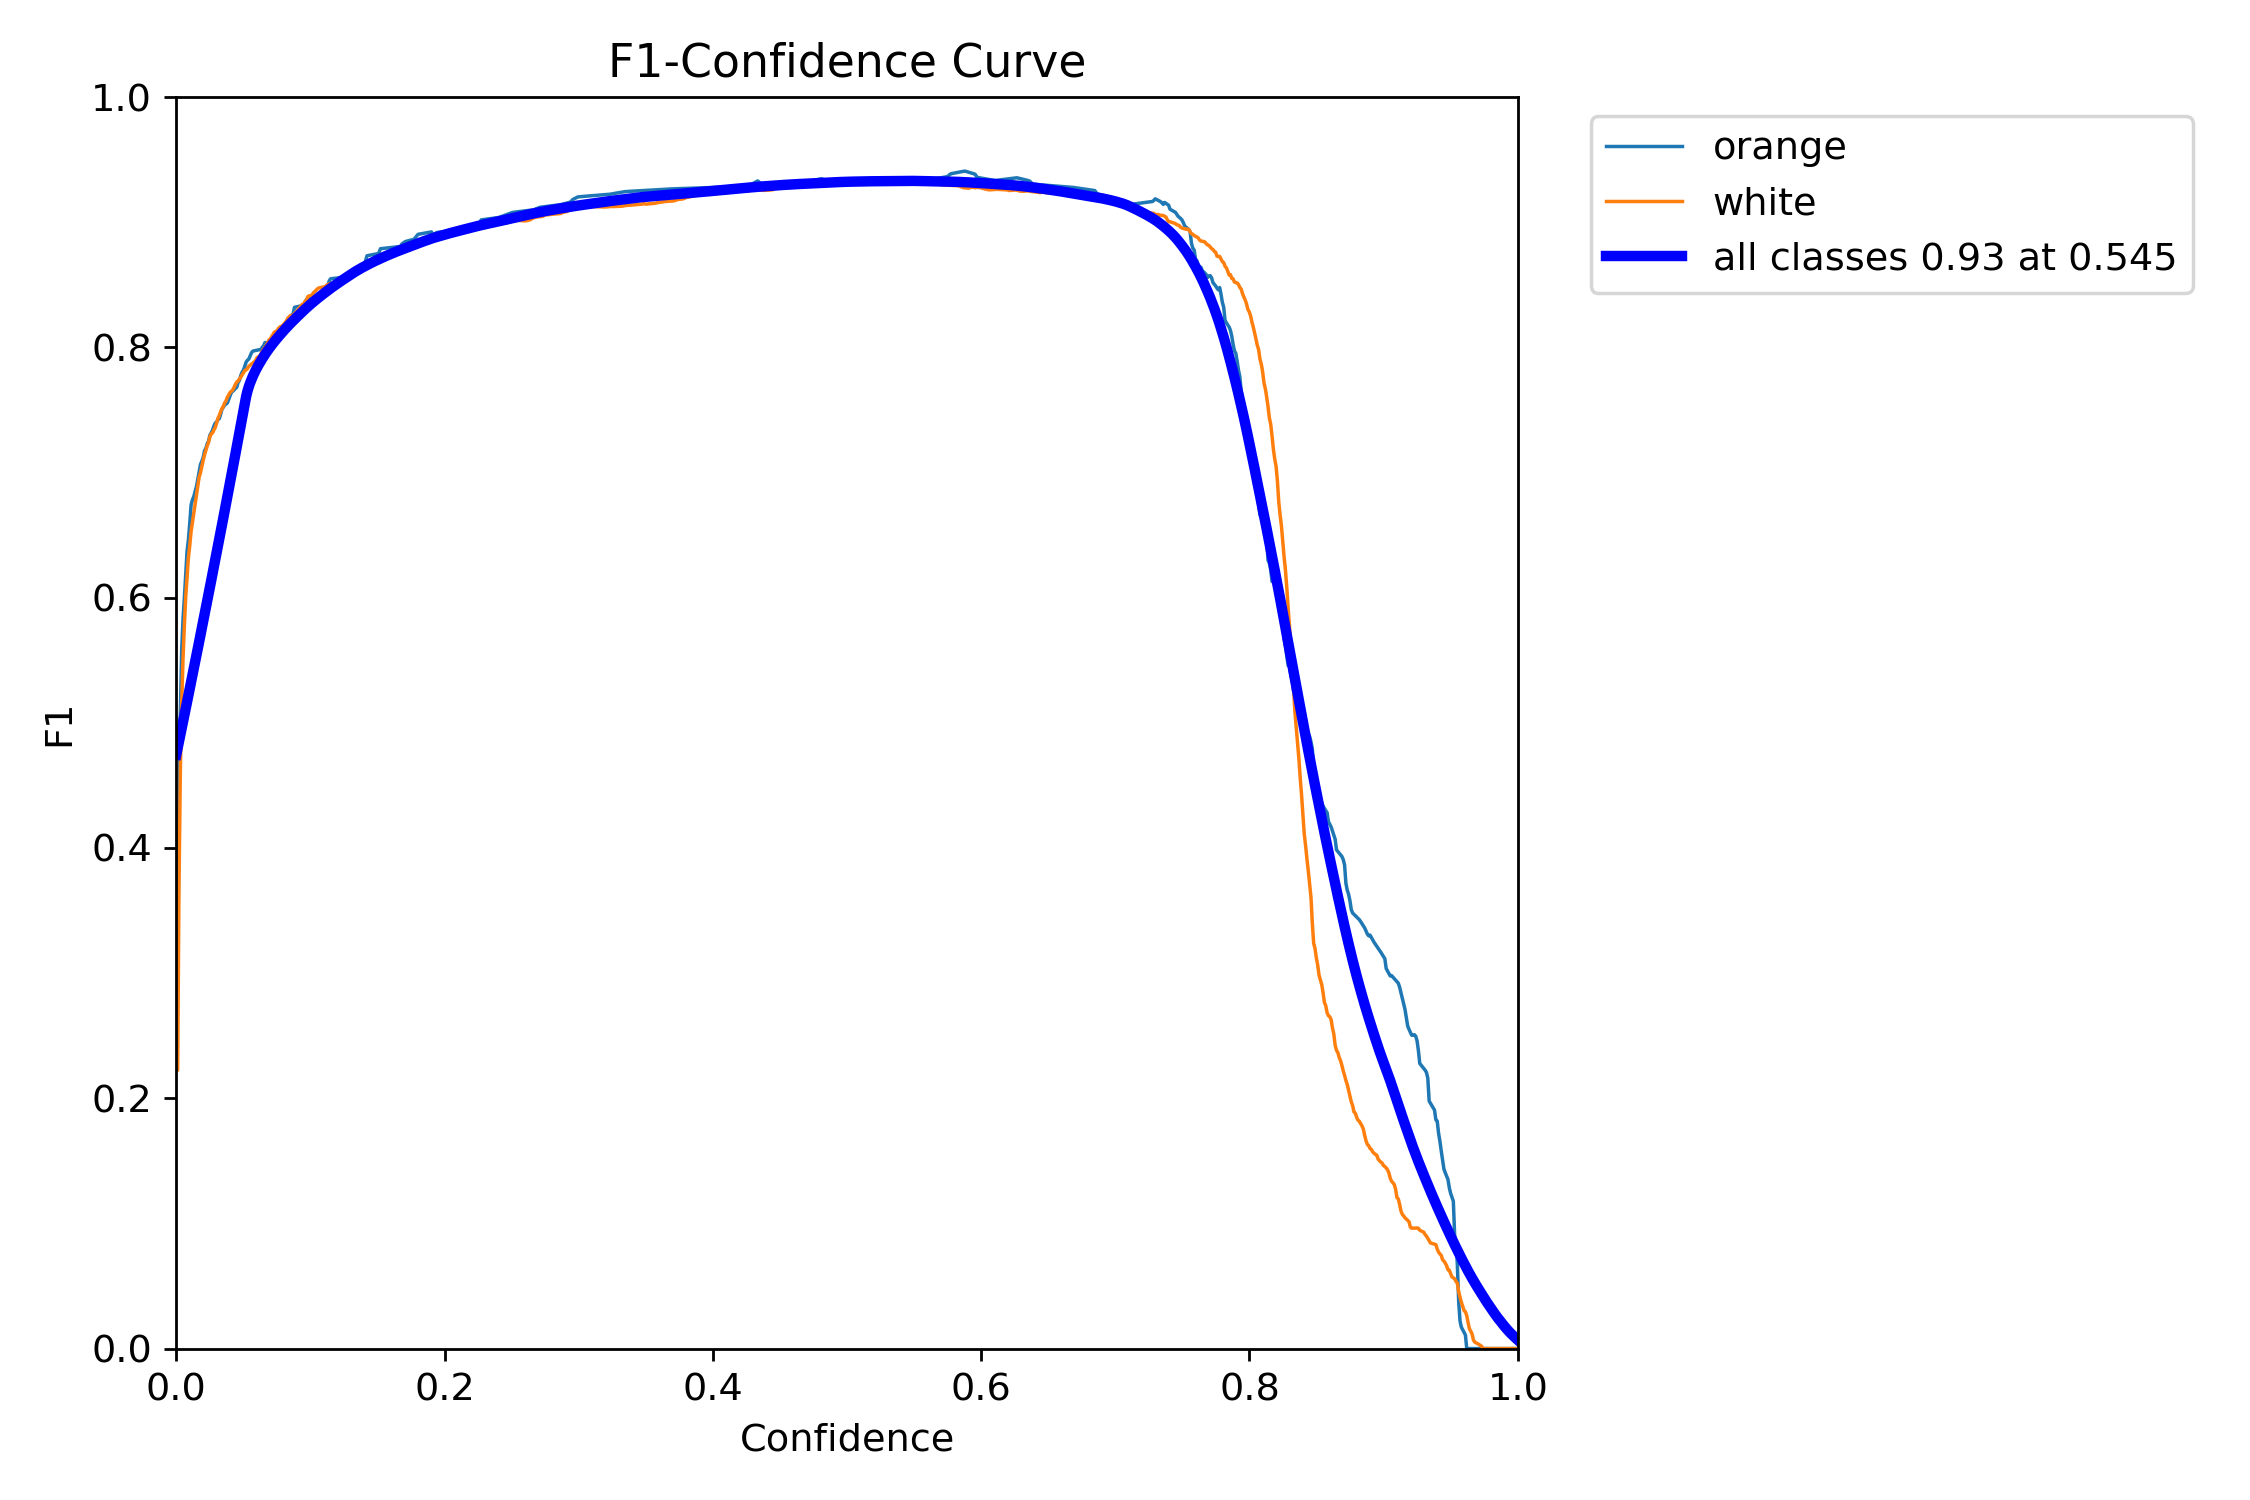 F1-Confidence Curve
1.0
0.8
0.6
0.4
0.2
0.0
F1
0.0 0.2 0.4 0.6 0.8 1.0
Confidence
orange
white
all classes 0.93 at 0.545